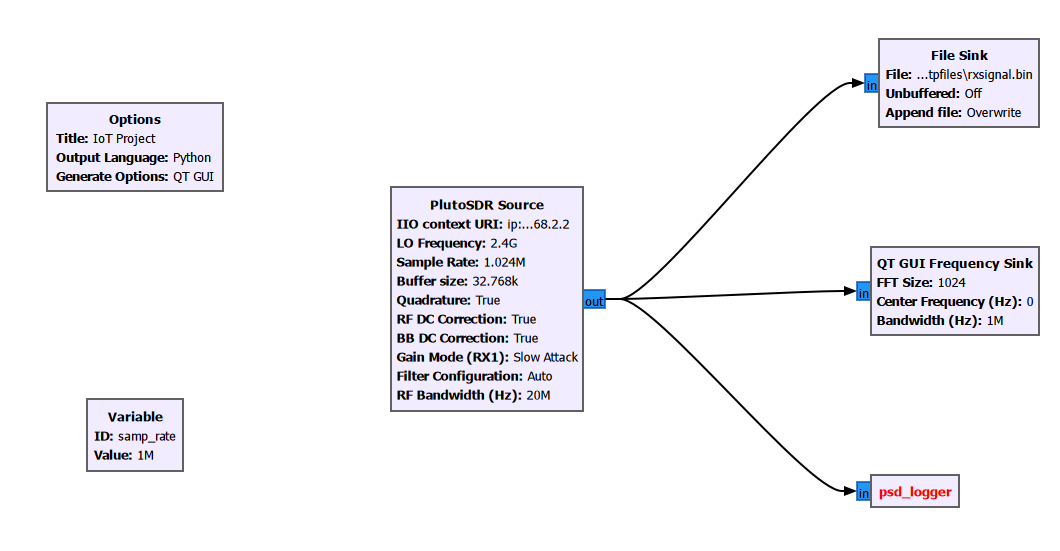 File Sink
File: ...tpfiles\rxsignal.bin
Unbuffered: Off
Append file: Overwrite
in
Options
Title: IoT Project
Output Language: Python
Generate Options: QT GUI
PlutoSDR Source
IIO context URI: ip:...68.2.2
LO Frequency: 2.4G
Sample Rate: 1.024M
Buffer size: 32.768k
Quadrature: True
RF DC Correction: True
BB DC Correction: True
Gain Mode (RX1): Slow Attack
Filter Configuration: Auto
RF Bandwidth (Hz): 20M
out
QT GUI Frequency Sink
FFT Size: 1024
Center Frequency (Hz): 0
Bandwidth (Hz): 1M
in
Variable
ID: samp_rate
Value: 1M
in
psd_logger